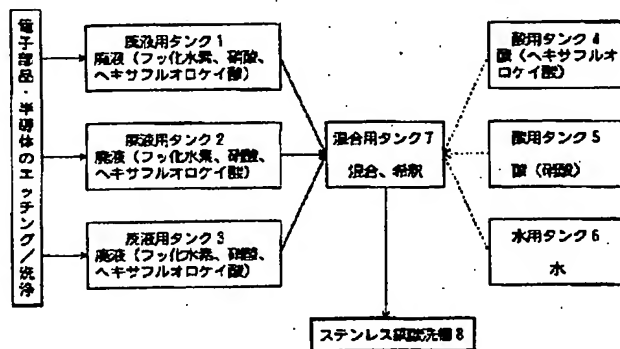 電子部品・半導体のエッチング/洗浄
廃液用タンク1
廃液(フッ化水素、硝酸、
ヘキサフルオロケイ酸)
廃液用タンク2
廃液(フッ化水素、硝酸、
ヘキサフルオロケイ酸)
廃液用タンク3
廃液(フッ化水素、硝酸、
ヘキサフルオロケイ酸)
混合用タンク7
混合、希釈
酸用タンク4
酸(ヘキサフルオ
ロケイ酸)
酸用タンク5
酸(硝酸)
水用タンク6
水
ステンレス鋼酸洗槽8